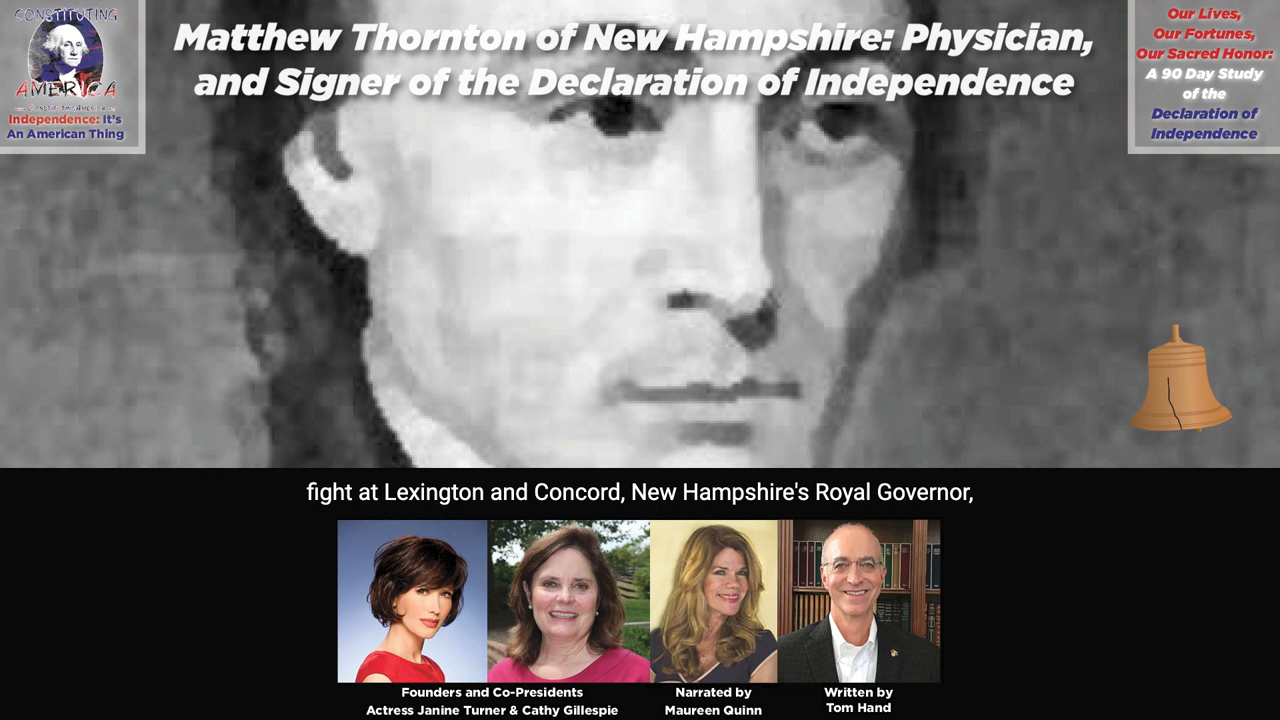 CONSTITUTING
AMERICA
Independence: It's
An American Thing
Matthew Thornton of New Hampshire: Physician,
and Signer of the Declaration of Independence
Our Lives,
Our Fortunes,
Our Sacred Honor:
A 90 Day Study
of the
Declaration of
Independence
fight at Lexington and Concord, New Hampshire's Royal Governor,
Founders and Co-Presidents
Actress Janine Turner & Cathy Gillespie
Narrated by
Maureen Quinn
Written by
Tom Hand